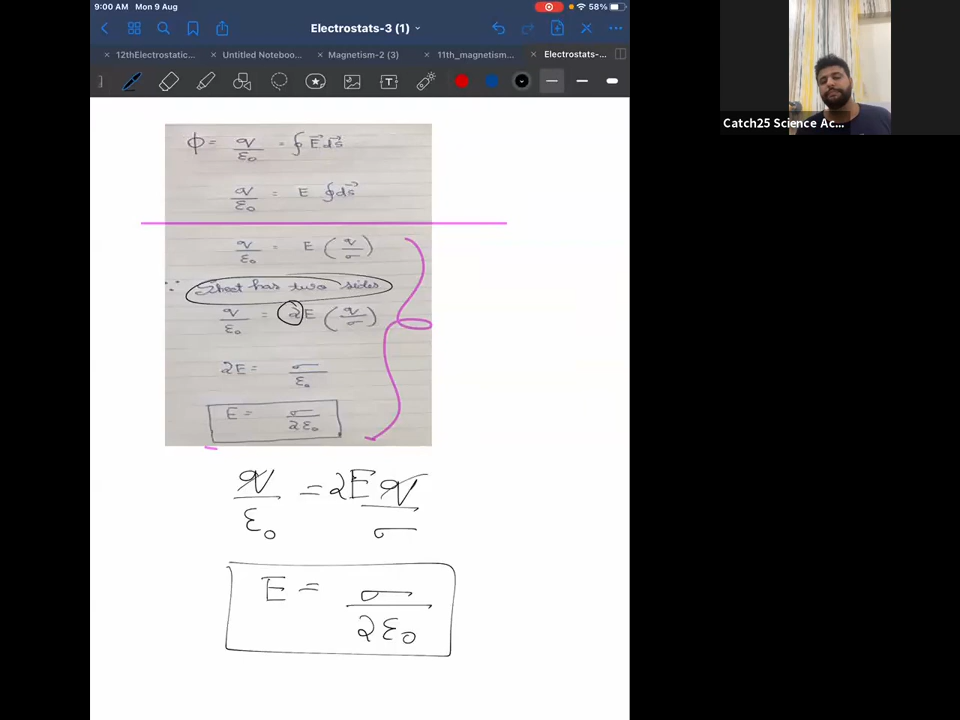 9:00 AM Mon 9 Aug
58%
Electrostats-3 (1)
12thElectrostatic...
Untitled Noteboo...
Magnetism-2 (3)
11th_magnetism...
Electrostats-...
T
Catch25 Science Ac...
ϕ = q/ε₀ = ∮ E⃗ ds⃗
q/ε₀ = E ∮ ds⃗
q/ε₀ = E (q/σ)
∵ Sheet has two sides
q/ε₀ = 2E (q/σ)
2E = σ/ε₀
E = σ/2ε₀
q/ε₀ = 2E q/σ
E = σ/2ε₀